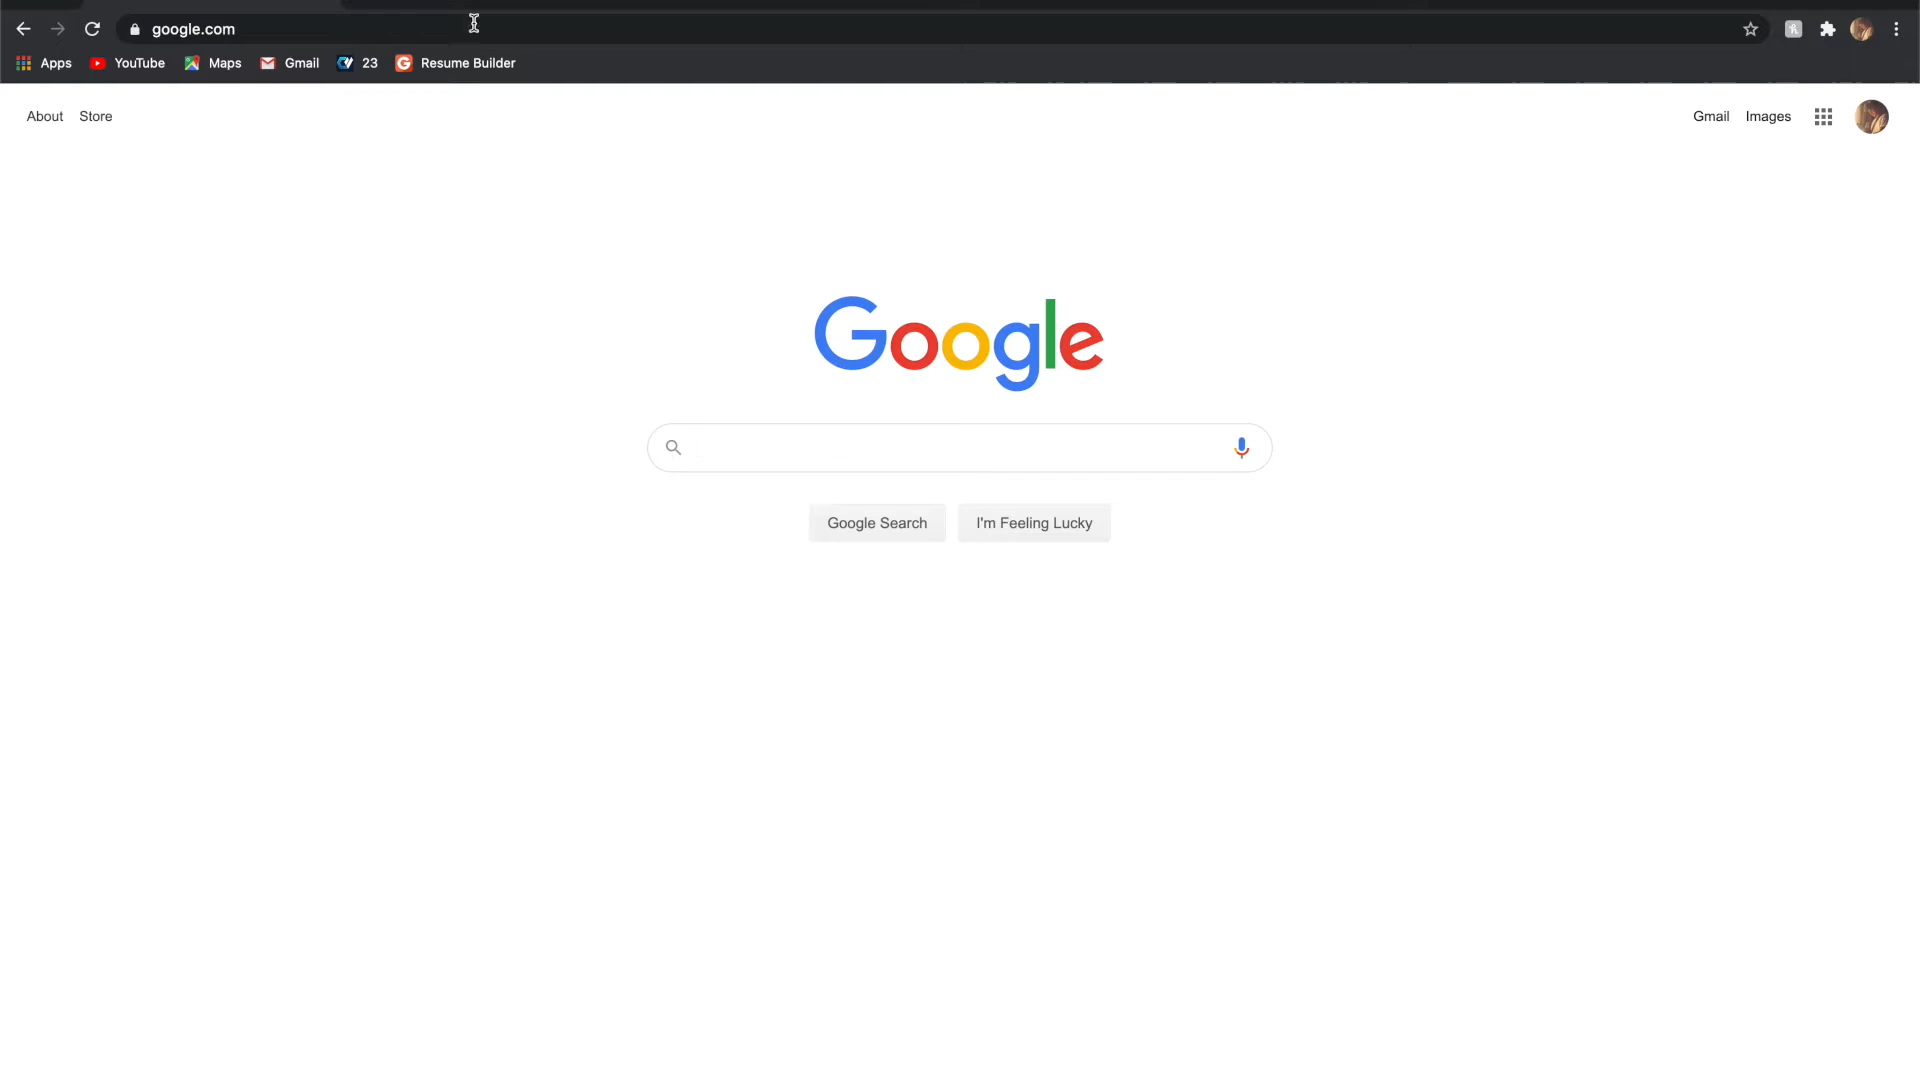 google.com
Apps YouTube Maps Gmail 23 Resume Builder
About Store Gmail Images
Google
Google Search I'm Feeling Lucky